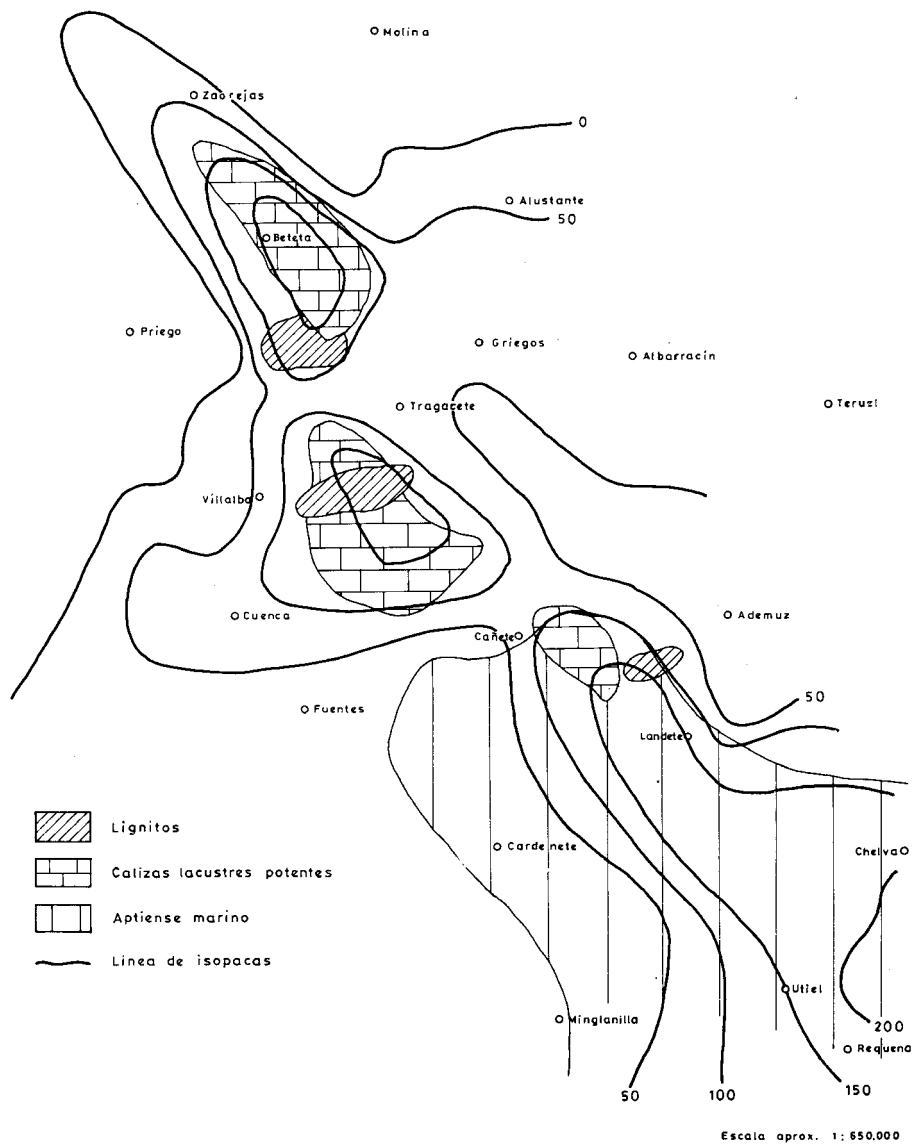 Molina
Zaorejas
0
Alustante
50
Beteta
Priego
Griegos
Albarracín
Teruel
Tragacete
Villalba
Cuenca
Ademuz
Cañete
50
Fuentes
Landete
Lignitos
Cardenete
Chelva
Calizas lacustres potentes
Aptiense marino
Línea de isopacas
Utiel
Minglanilla
200
Requena
50
100
150
Escala aprox. 1:650.000